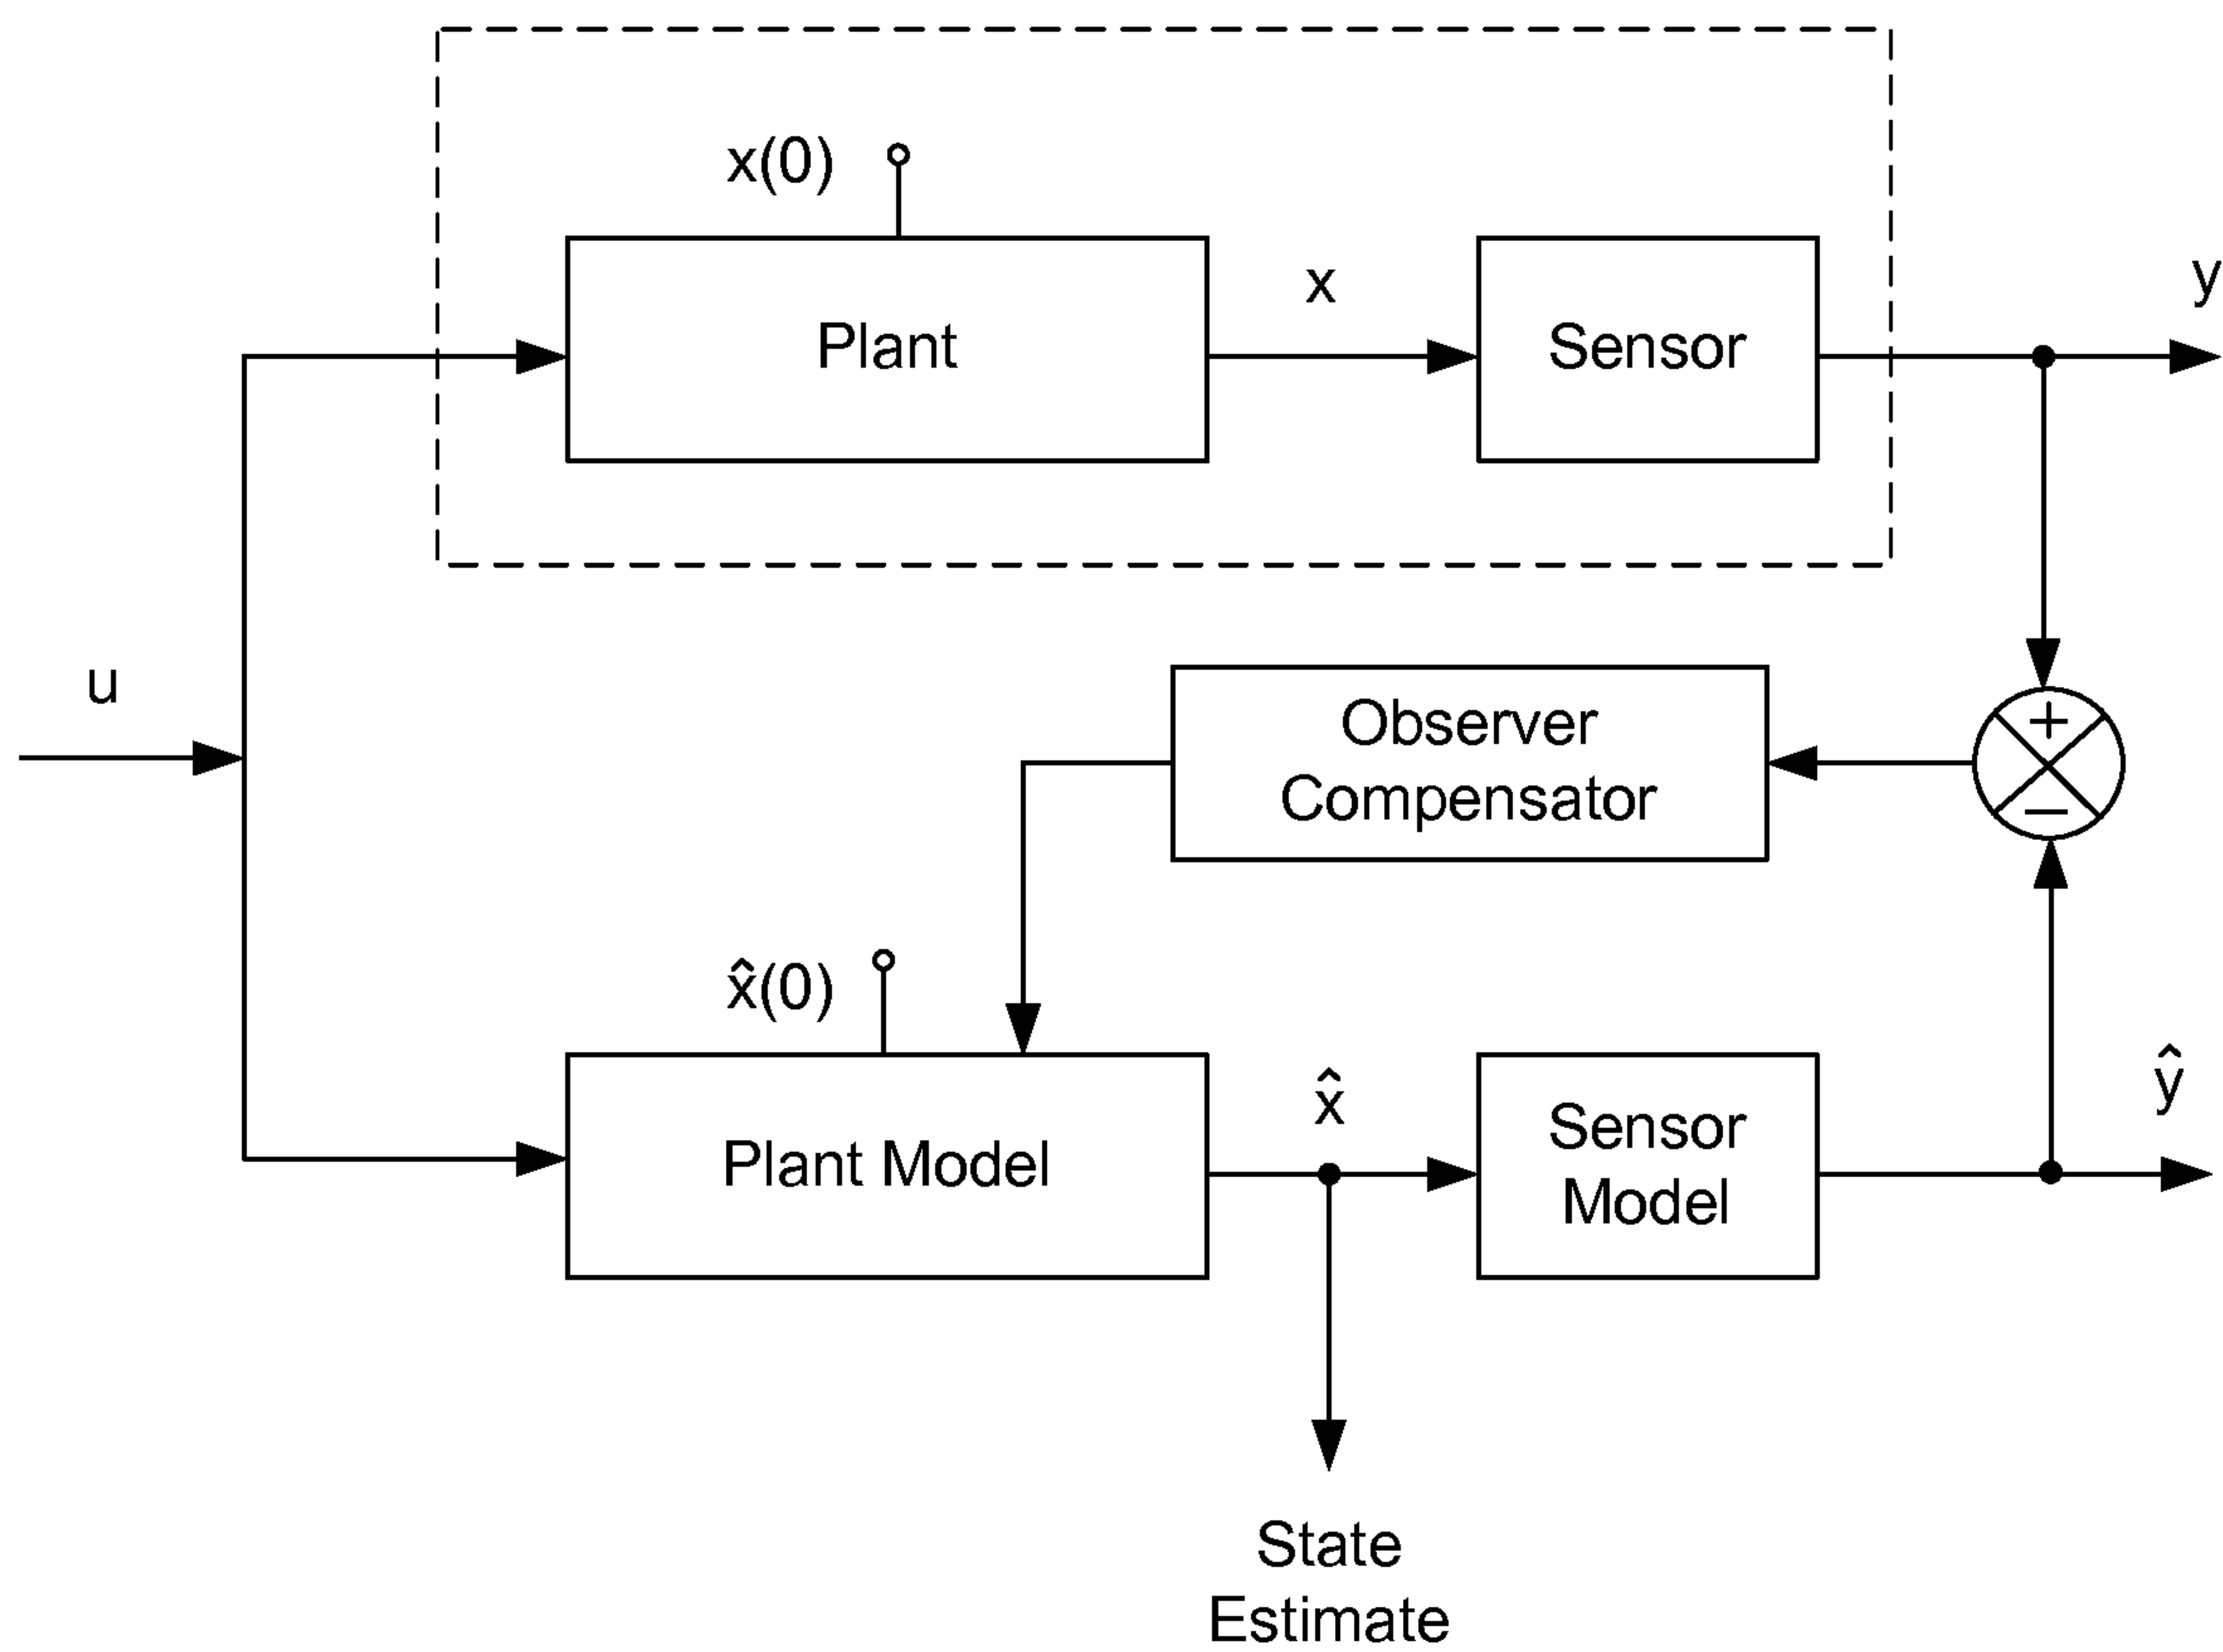 x(0)
Plant
x
Sensor
y
u
Observer
Compensator
+
−
x̂(0)
Plant Model
x̂
Sensor
Model
ŷ
State
Estimate